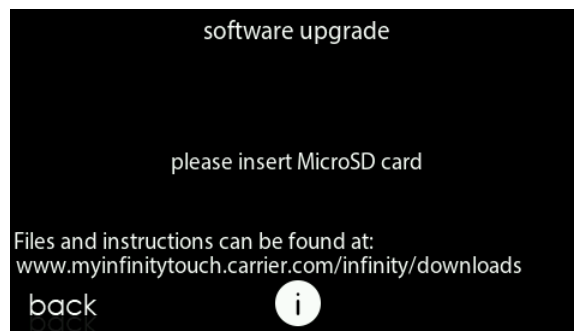 software upgrade
please insert MicroSD card
Files and instructions can be found at:
www.myinfinitytouch.carrier.com/infinity/downloads
back
i